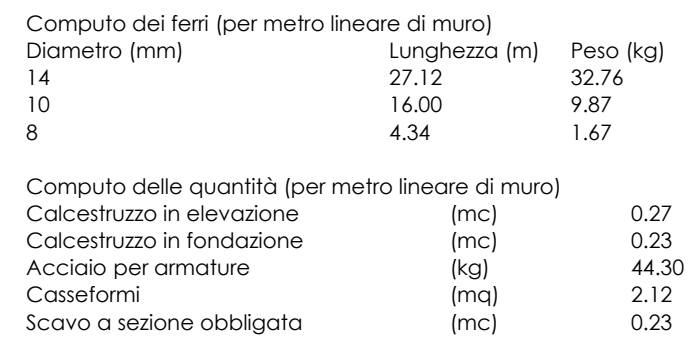 Computo dei ferri (per metro lineare di muro)
Diametro (mm) Lunghezza (m) Peso (kg)
14 27.12 32.76
10 16.00 9.87
8 4.34 1.67
Computo delle quantità (per metro lineare di muro)
Calcestruzzo in elevazione (mc) 0.27
Calcestruzzo in fondazione (mc) 0.23
Acciaio per armature (kg) 44.30
Casseformi (mq) 2.12
Scavo a sezione obbligata (mc) 0.23